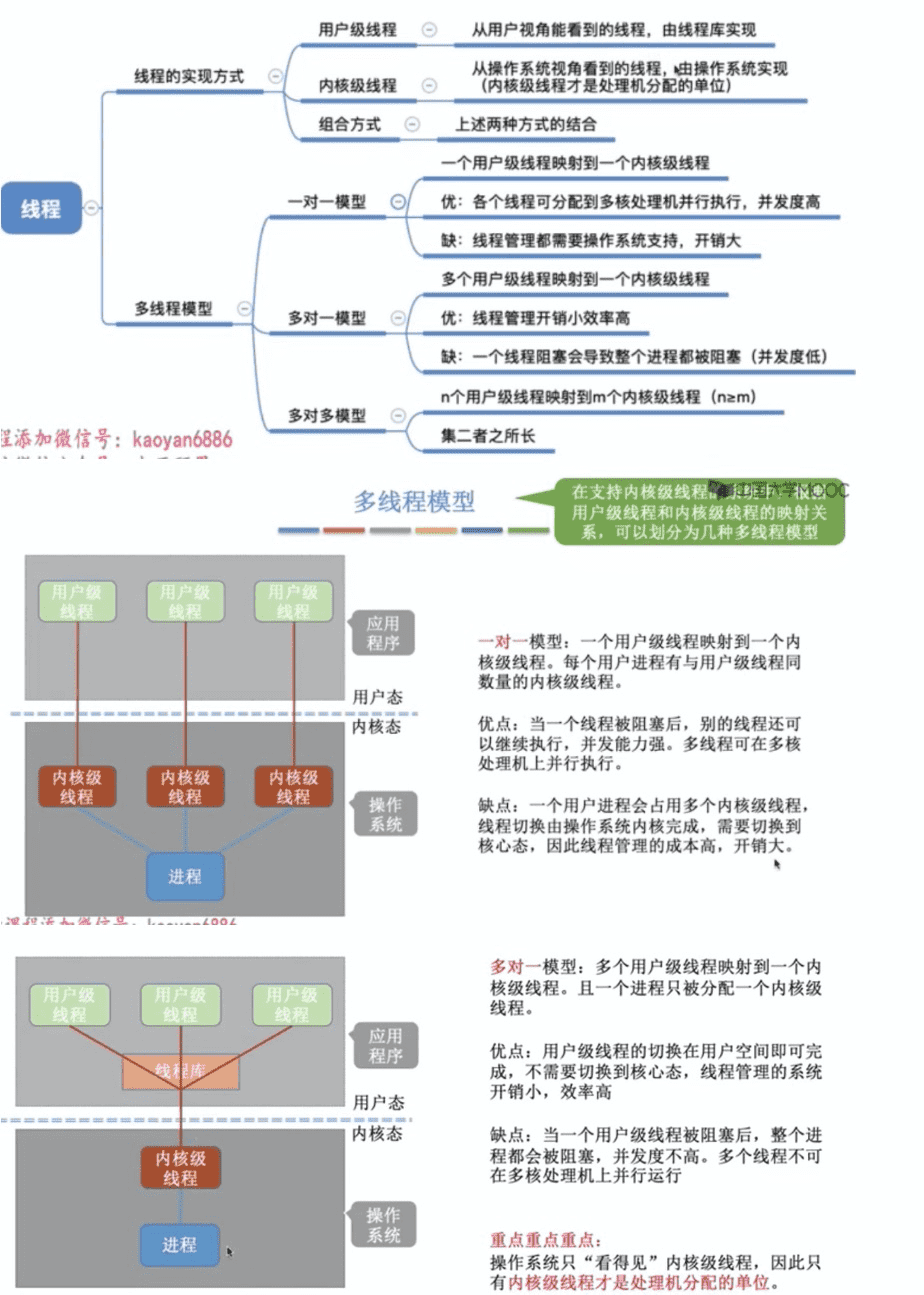 线程
线程的实现方式
用户级线程
从用户视角能看到的线程，由线程库实现
内核级线程
从操作系统视角看到的线程，由操作系统实现
（内核级线程才是处理机分配的单位）
组合方式
上述两种方式的结合
多线程模型
一对一模型
一个用户级线程映射到一个内核级线程
优：各个线程可分配到多核处理机并行执行，并发度高
缺：线程管理都需要操作系统支持，开销大
多对一模型
多个用户级线程映射到一个内核级线程
优：线程管理开销小效率高
缺：一个线程阻塞会导致整个进程都被阻塞（并发度低）
多对多模型
n个用户级线程映射到m个内核级线程（n≥m）
集二者之所长
程添加微信号：kaoyan6886
多线程模型
中国大学MOOC
在支持内核级线程
用户级线程和内核级线程的映射关
系，可以划分为几种多线程模型
用户级
线程
用户级
线程
用户级
线程
应用
程序
用户态
内核态
内核级
线程
内核级
线程
内核级
线程
操作
系统
进程
一对一模型：一个用户级线程映射到一个内
核级线程。每个用户进程有与用户级线程同
数量的内核级线程。
优点：当一个线程被阻塞后，别的线程还可
以继续执行，并发能力强。多线程可在多核
处理机上并行执行。
缺点：一个用户进程会占用多个内核级线程，
线程切换由操作系统内核完成，需要切换到
核心态，因此线程管理的成本高，开销大。
课程添加微信号：kaoyan6886
用户级
线程
用户级
线程
用户级
线程
线程库
应用
程序
用户态
内核态
内核级
线程
操作
系统
进程
多对一模型：多个用户级线程映射到一个内
核级线程。且一个进程只被分配一个内核级
线程。
优点：用户级线程的切换在用户空间即可完
成，不需要切换到核心态，线程管理的系统
开销小，效率高
缺点：当一个用户级线程被阻塞后，整个进
程都会被阻塞，并发度不高。多个线程不可
在多核处理机上并行运行
重点重点重点：
操作系统只“看得见”内核级线程，因此只
有内核级线程才是处理机分配的单位。